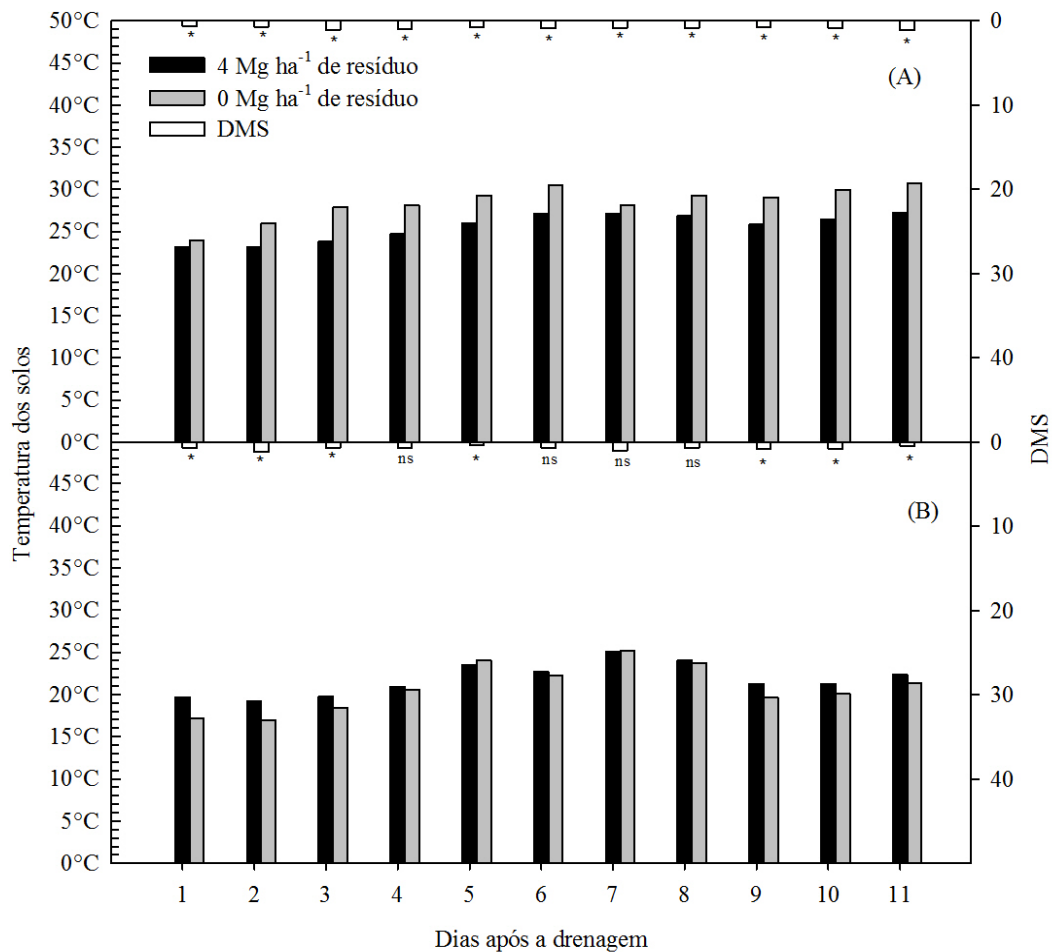 50°C
45°C
40°C
35°C
30°C
25°C
20°C
15°C
10°C
5°C
0°C
45°C
40°C
35°C
30°C
25°C
20°C
15°C
10°C
5°C
0°C
Temperatura dos solos
4 Mg ha⁻¹ de resíduo
0 Mg ha⁻¹ de resíduo
DMS
(A)
* * * * * * * * * * *
* * * ns * ns ns ns * * *
(B)
0
10
20
30
40
0
10
20
30
40
DMS
1 2 3 4 5 6 7 8 9 10 11
Dias após a drenagem